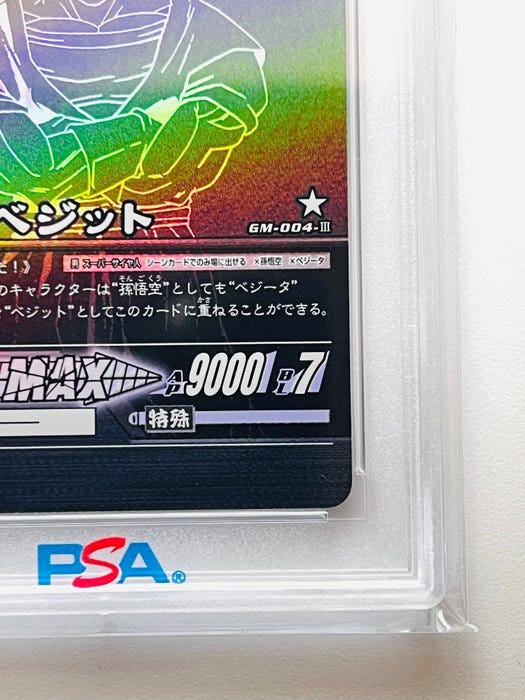 ベジット
GM-004-III
男 スーパーサイヤ人 シーンカードでのみ場に出せる ×孫悟空 ×ベジータ
！》
のキャラクターは“孫悟空”としても“ベジータ”
“ベジット”としてこのカードに重ねることができる。
MAX
AP 9000 BL 7
特殊
PSA®